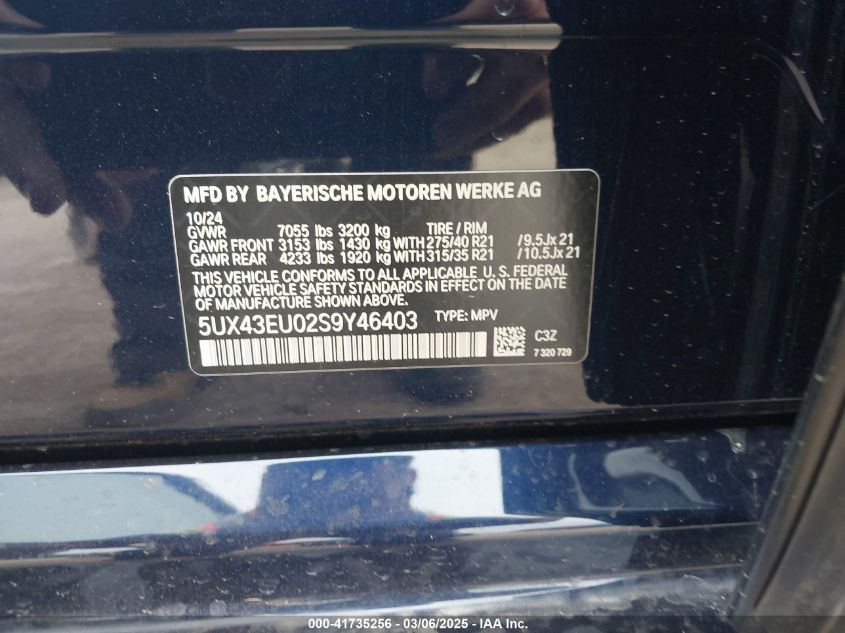 MFD BY BAYERISCHE MOTOREN WERKE AG
10/24
GVWR 7055 lbs 3200 kg TIRE / RIM
GAWR FRONT 3153 lbs 1430 kg WITH 275/40 R21 /9.5Jx21
GAWR REAR 4233 lbs 1920 kg WITH 315/35 R21 /10.5Jx21
THIS VEHICLE CONFORMS TO ALL APPLICABLE U. S. FEDERAL
MOTOR VEHICLE SAFETY STANDARDS IN EFFECT ON THE DATE
OF MANUFACTURE SHOWN ABOVE.
5UX43EU02S9Y46403 TYPE: MPV
C3Z
7 320 729
000-41735256 - 03/06/2025 - IAAI.com